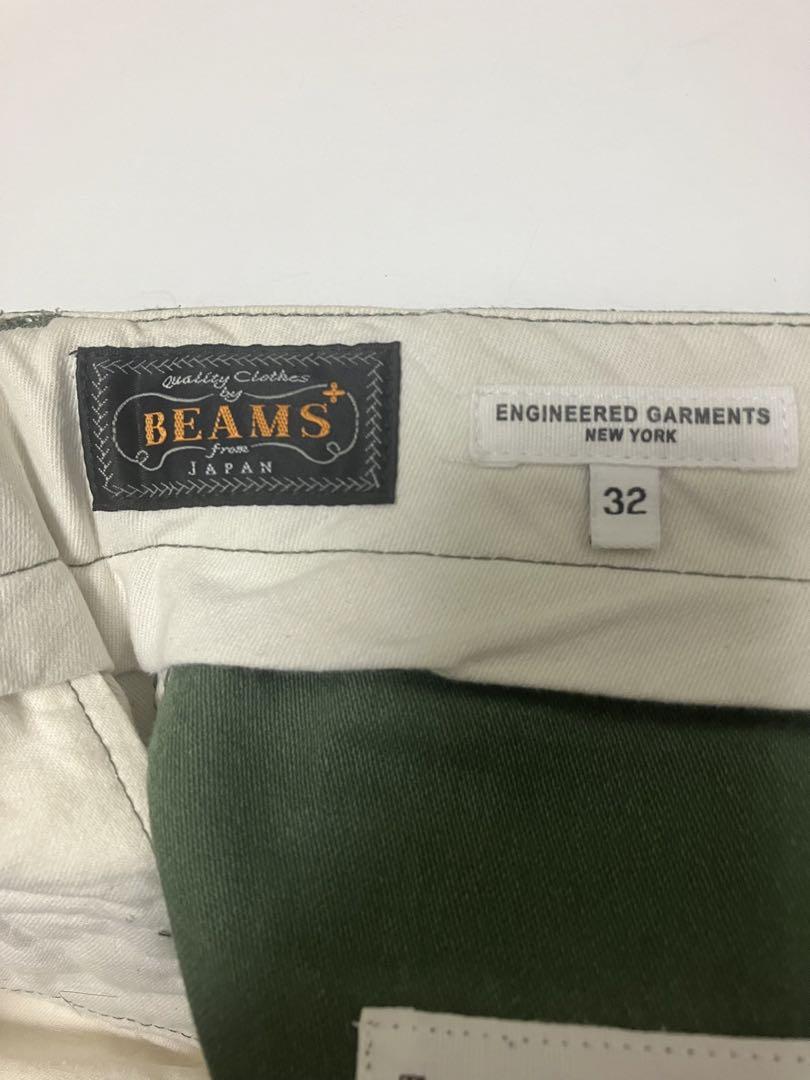 Quality Clothes
by
BEAMS+
from
JAPAN
ENGINEERED GARMENTS
NEW YORK
32